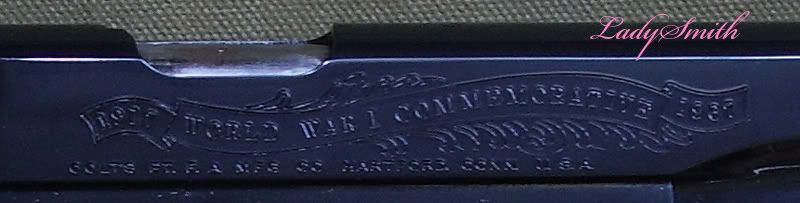 LadySmith
1917 WORLD WAR I COMMEMORATIVE 1967
COLT'S PT. F. A. MFG. CO. HARTFORD, CONN. U.S.A.